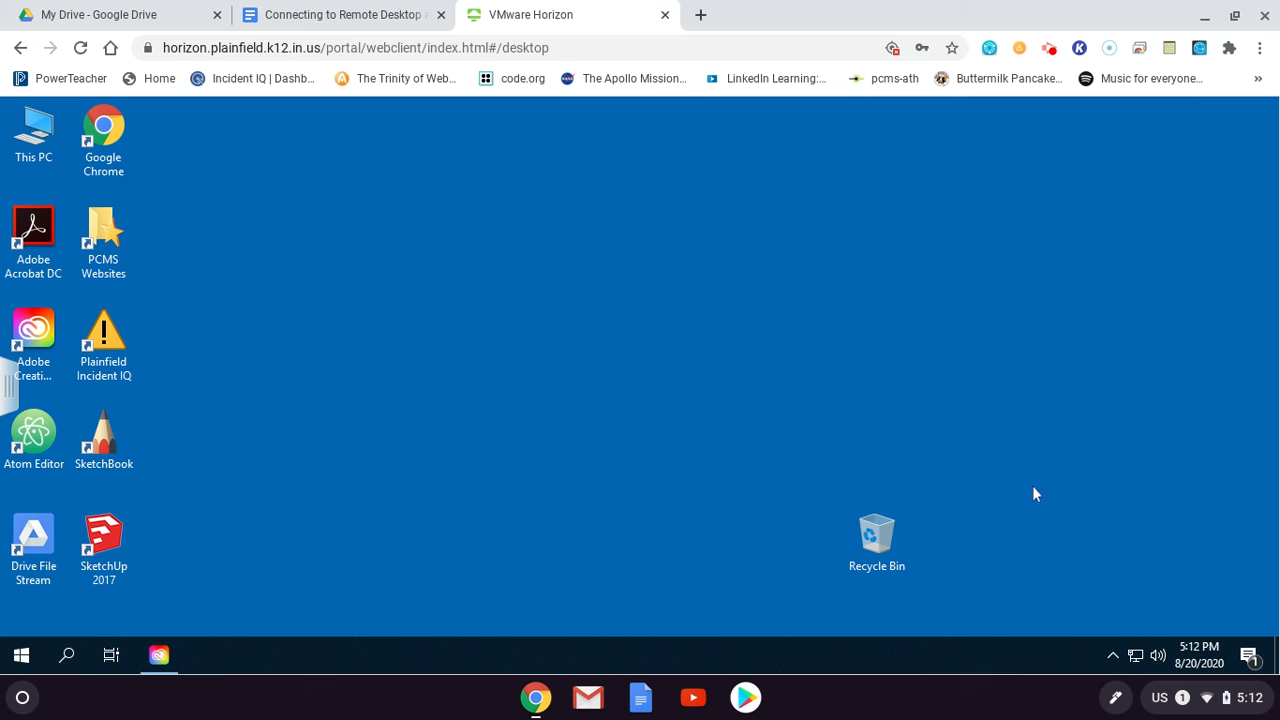 My Drive - Google Drive
Connecting to Remote Desktop
VMware Horizon
horizon.plainfield.k12.in.us/portal/webclient/index.html#/desktop
PowerTeacher
Home
Incident IQ | Dashb...
The Trinity of Web...
code.org
The Apollo Mission...
LinkedIn Learning:...
pcms-ath
Buttermilk Pancake...
Music for everyone...
»
This PC
Google
Chrome
Adobe
Acrobat DC
PCMS
Websites
Adobe
Creati...
Plainfield
Incident IQ
Atom Editor
SketchBook
Drive File
Stream
SketchUp
2017
Recycle Bin
5:12 PM
8/20/2020
1
US
1
5:12